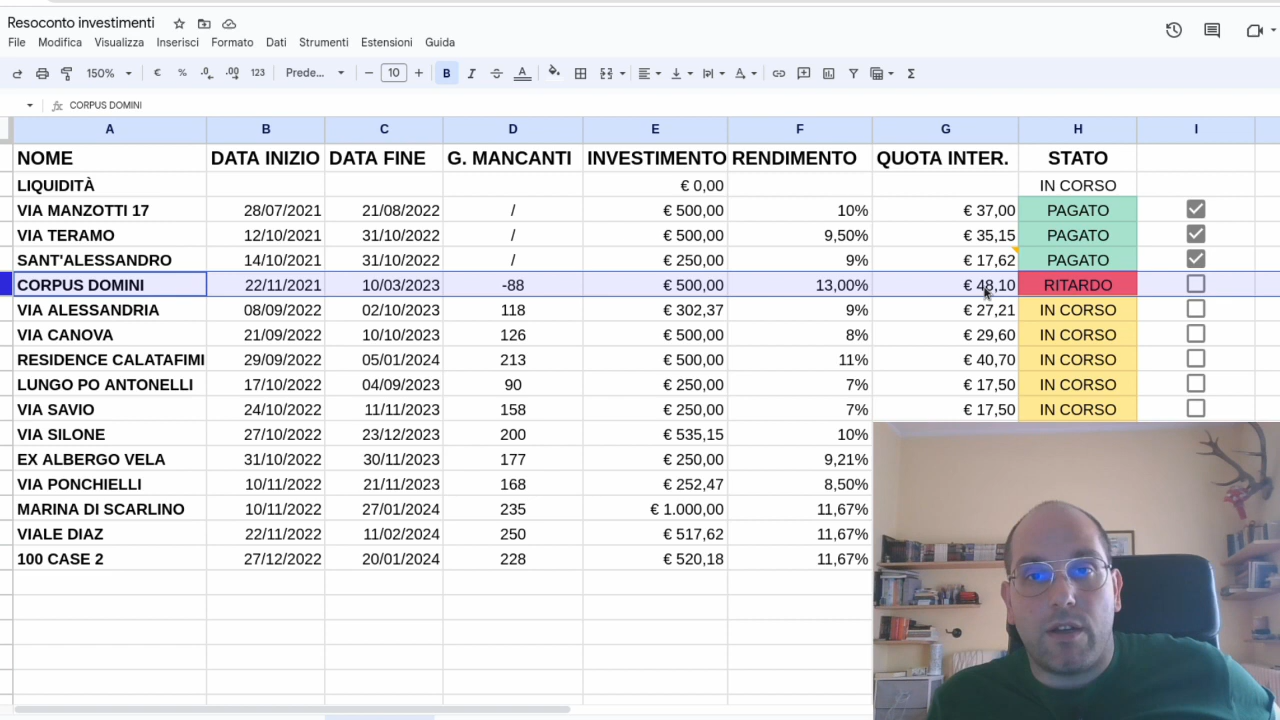 Resoconto investimenti
File Modifica Visualizza Inserisci Formato Dati Strumenti Estensioni Guida
150% € % .0 .00 123 Prede... − 10 + B I S A Σ
fx CORPUS DOMINI
A B C D E F G H I
NOME DATA INIZIO DATA FINE G. MANCANTI INVESTIMENTO RENDIMENTO QUOTA INTER. STATO
LIQUIDITÀ € 0,00 IN CORSO
VIA MANZOTTI 17 28/07/2021 21/08/2022 / € 500,00 10% € 37,00 PAGATO
VIA TERAMO 12/10/2021 31/10/2022 / € 500,00 9,50% € 35,15 PAGATO
SANT'ALESSANDRO 14/10/2021 31/10/2022 / € 250,00 9% € 17,62 PAGATO
CORPUS DOMINI 22/11/2021 10/03/2023 -88 € 500,00 13,00% € 48,10 RITARDO
VIA ALESSANDRIA 08/09/2022 02/10/2023 118 € 302,37 9% € 27,21 IN CORSO
VIA CANOVA 21/09/2022 10/10/2023 126 € 500,00 8% € 29,60 IN CORSO
RESIDENCE CALATAFIMI 29/09/2022 05/01/2024 213 € 500,00 11% € 40,70 IN CORSO
LUNGO PO ANTONELLI 17/10/2022 04/09/2023 90 € 250,00 7% € 17,50 IN CORSO
VIA SAVIO 24/10/2022 11/11/2023 158 € 250,00 7% € 17,50 IN CORSO
VIA SILONE 27/10/2022 23/12/2023 200 € 535,15 10%
EX ALBERGO VELA 31/10/2022 30/11/2023 177 € 250,00 9,21%
VIA PONCHIELLI 10/11/2022 21/11/2023 168 € 252,47 8,50%
MARINA DI SCARLINO 10/11/2022 27/01/2024 235 € 1.000,00 11,67%
VIALE DIAZ 22/11/2022 11/02/2024 250 € 517,62 11,67%
100 CASE 2 27/12/2022 20/01/2024 228 € 520,18 11,67%